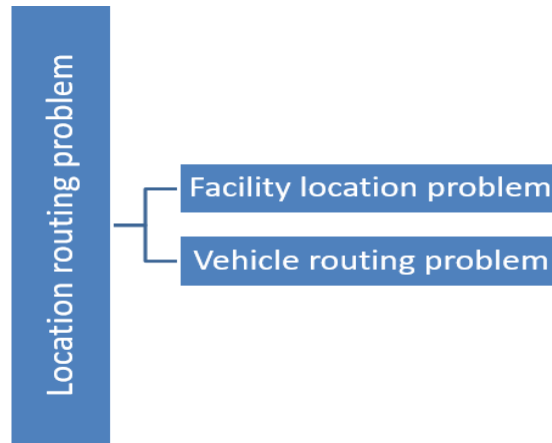 Location routing problem
Facility location problem
Vehicle routing problem